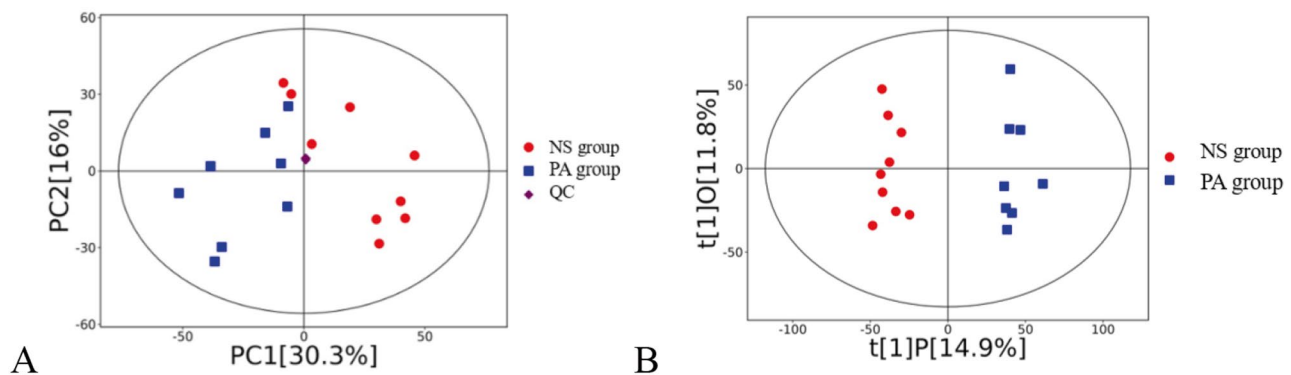 60
30
0
-30
-60
-50
0
50
PC2[16%]
PC1[30.3%]
NS group
PA group
QC
A
50
0
-50
-100
-50
0
50
100
t[1]O[11.8%]
t[1]P[14.9%]
NS group
PA group
B